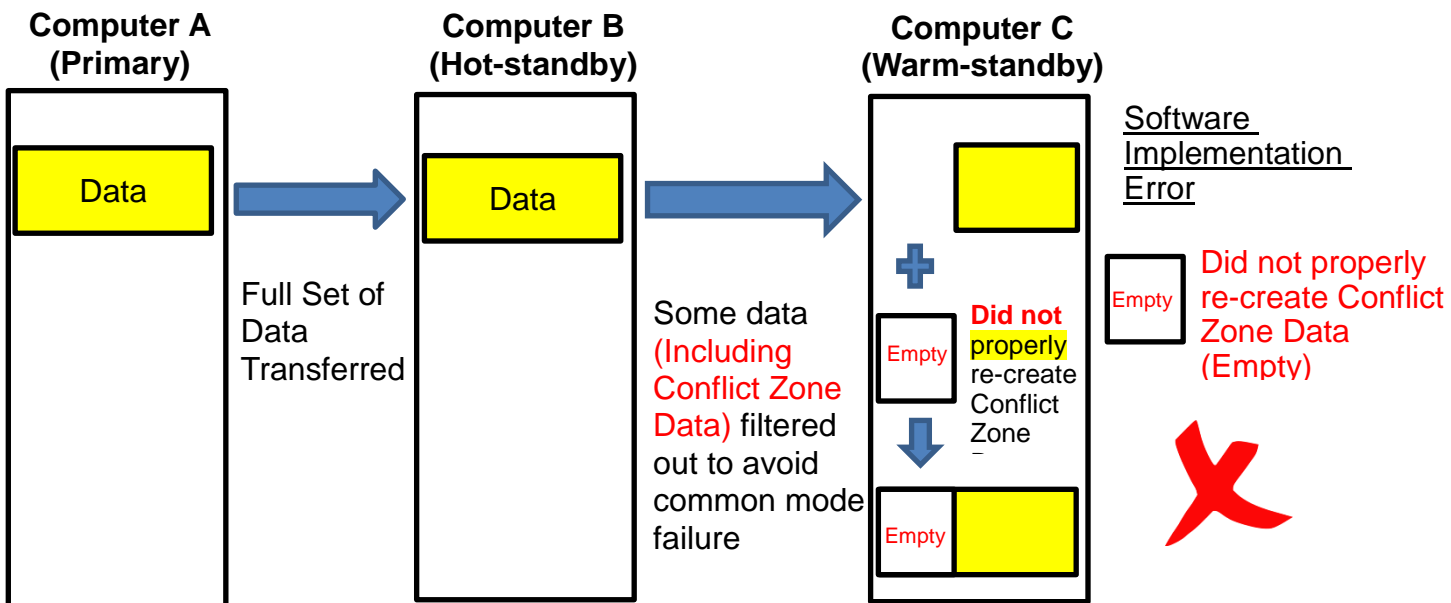 Computer A
(Primary)
Data
Full Set of
Data
Transferred
Computer B
(Hot-standby)
Data
Some data
(Including
Conflict Zone
Data) filtered
out to avoid
common mode
failure
Computer C
(Warm-standby)
Empty
Did not
properly
re-create
Conflict
Zone
Empty
Software
Implementation
Error
Empty
Did not properly
re-create Conflict
Zone Data
(Empty)